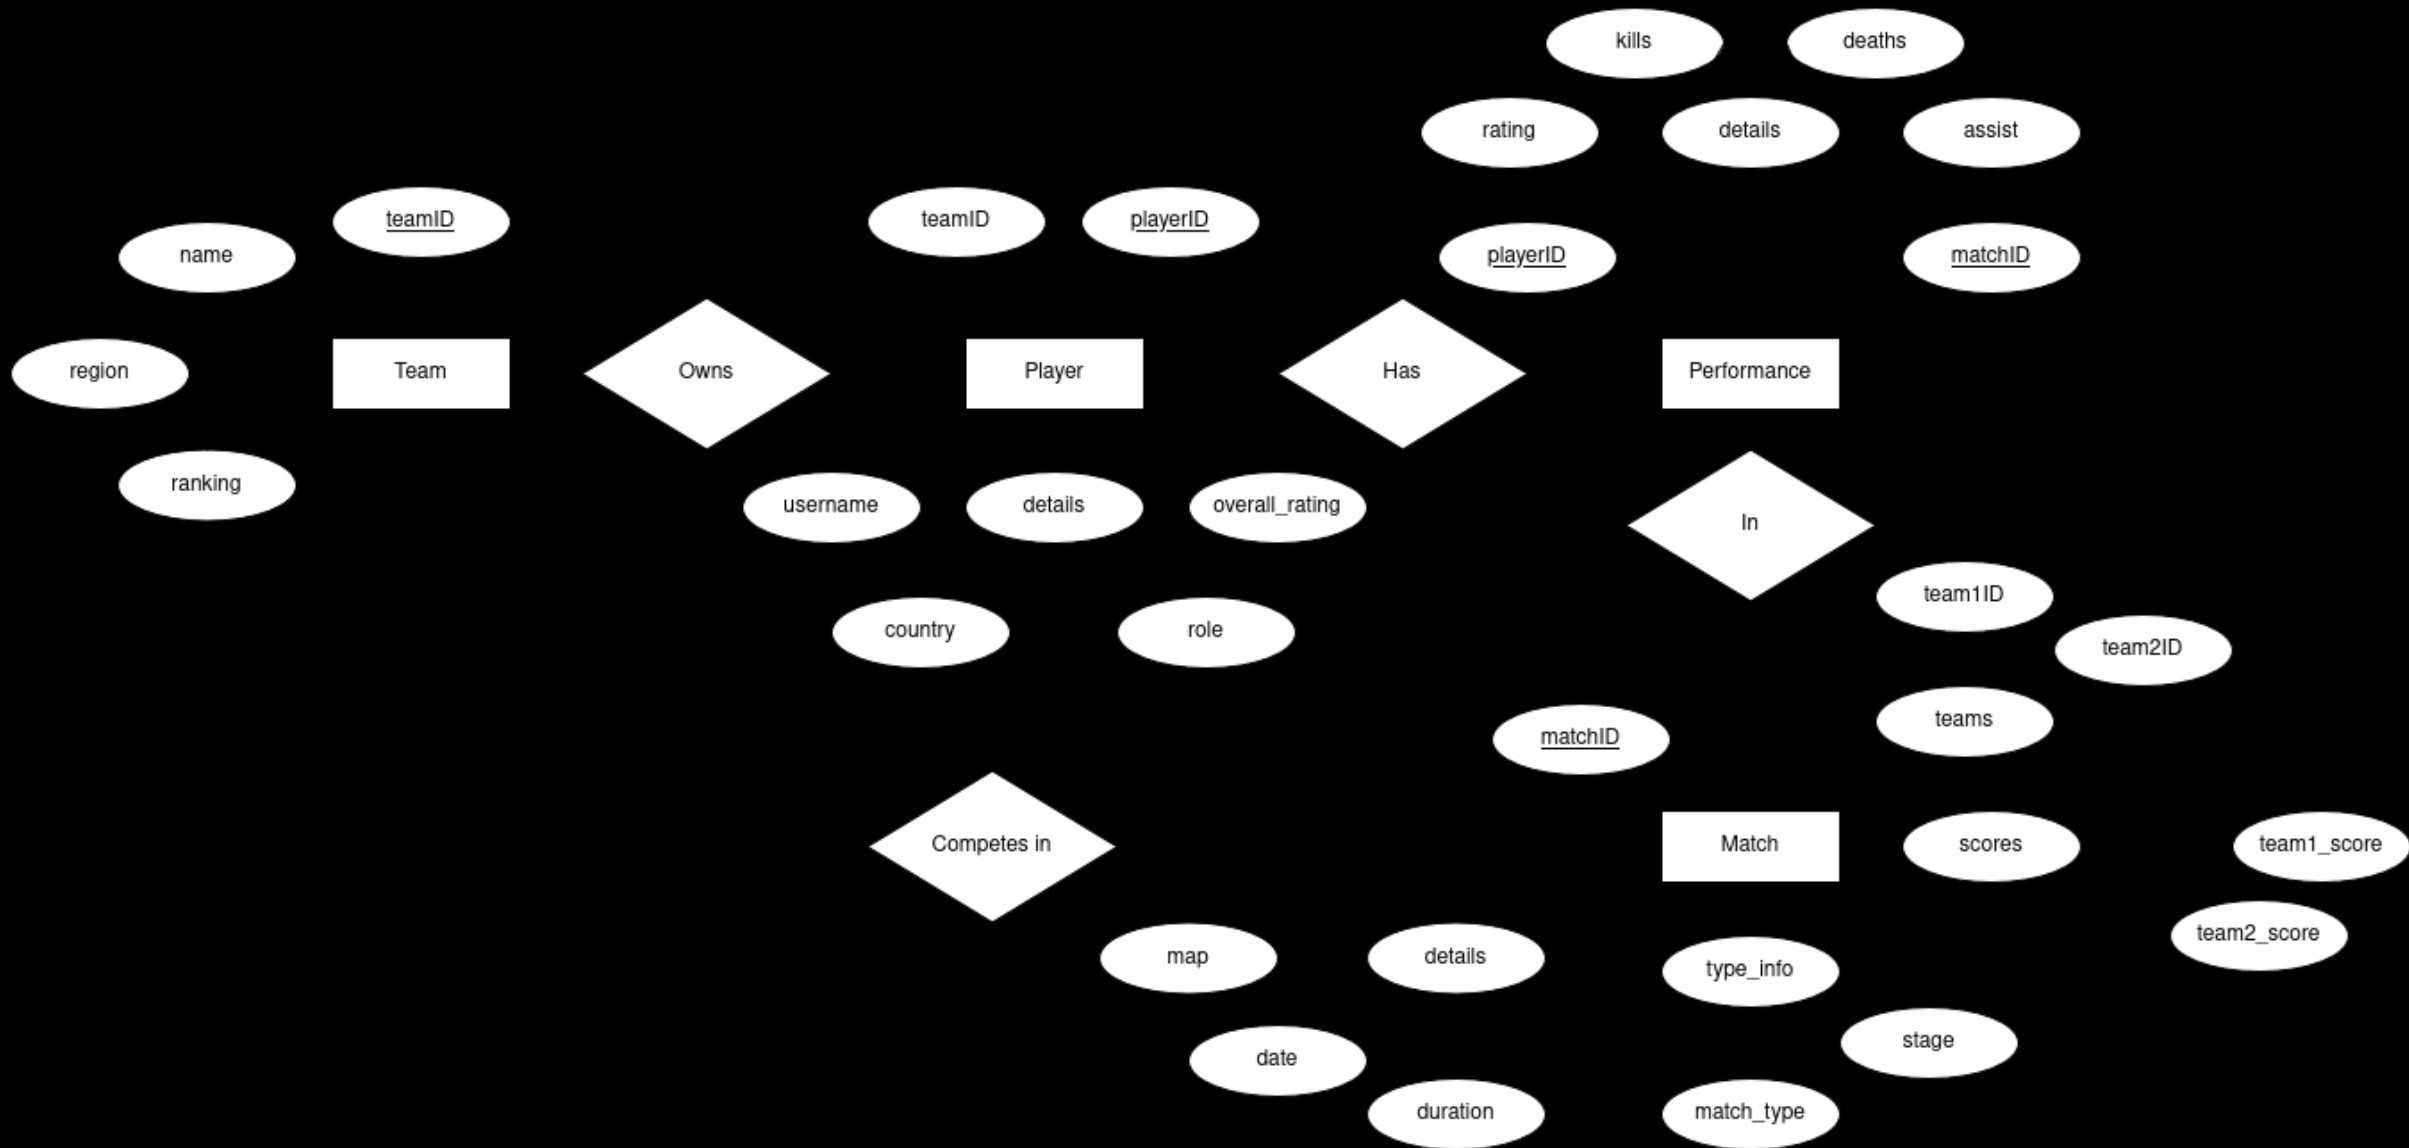 kills
deaths
rating
details
assist
teamID
teamID
playerID
name
playerID
matchID
region
Team
Owns
Player
Has
Performance
ranking
username
details
overall_rating
In
team1ID
country
role
team2ID
teams
matchID
Competes in
Match
scores
team1_score
team2_score
map
details
type_info
stage
date
duration
match_type